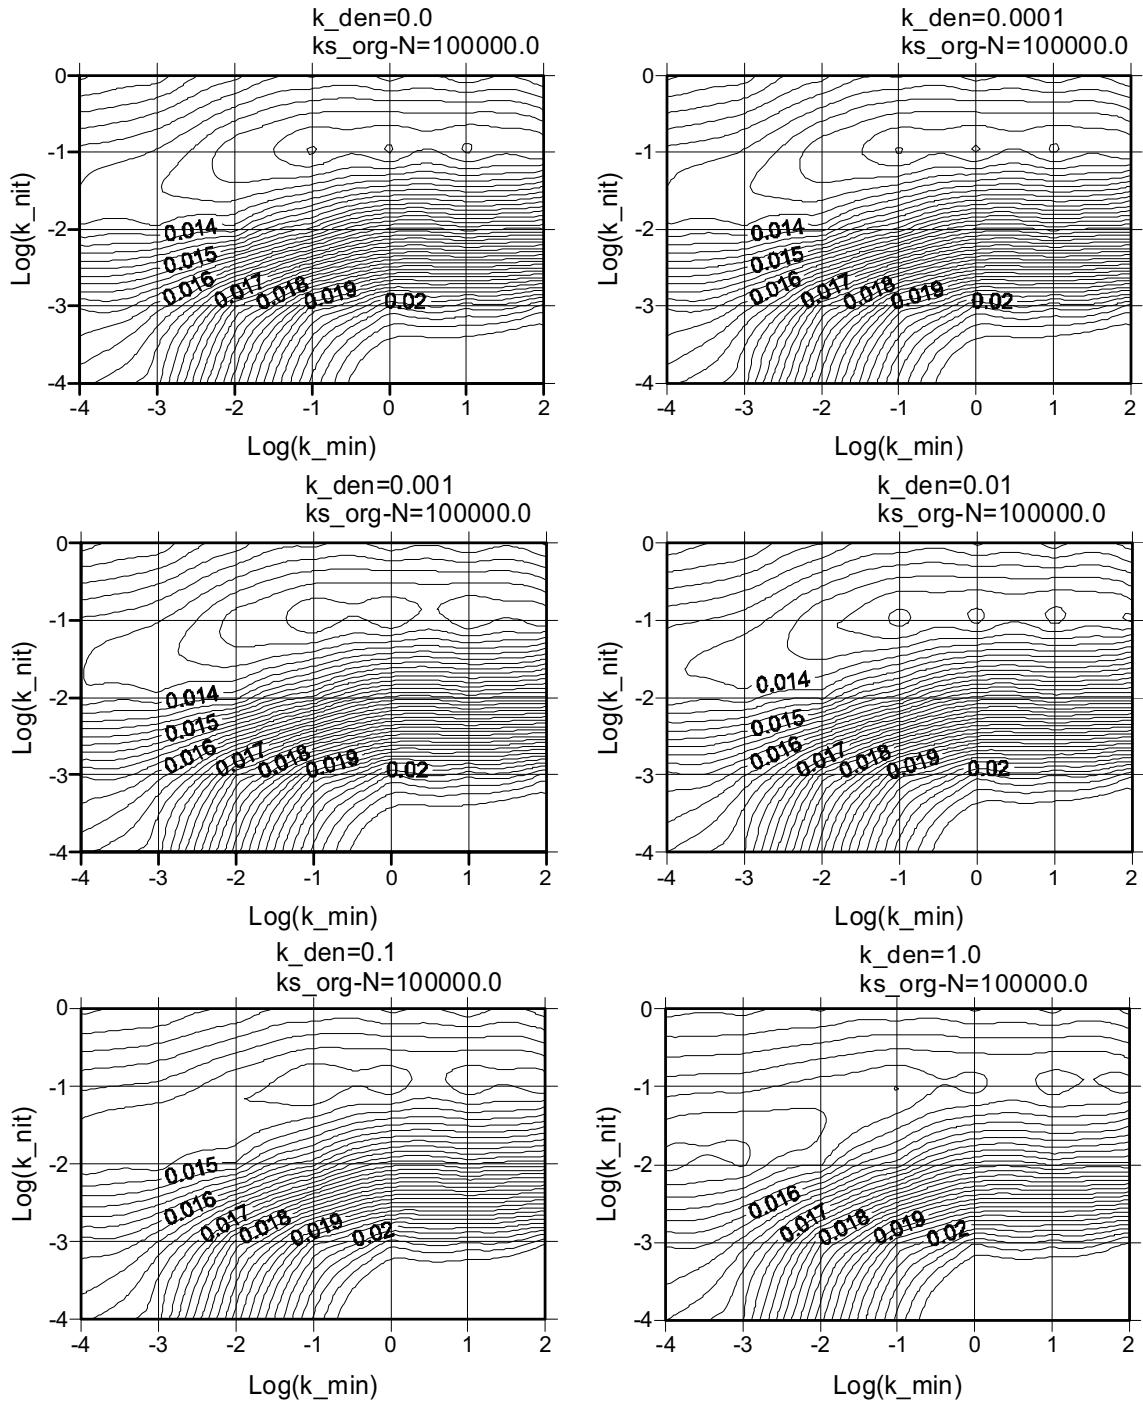 k_den=0.0
ks_org-N=100000.0
0
-1
-2
-3
-4
Log(k_nit)
0.014
0.015
0.016
0.017
0.018
0.019
0.02
-4 -3 -2 -1 0 1 2
Log(k_min)
k_den=0.0001
ks_org-N=100000.0
0
-1
-2
-3
-4
Log(k_nit)
0.014
0.015
0.016
0.017
0.018
0.019
0.02
-4 -3 -2 -1 0 1 2
Log(k_min)
k_den=0.001
ks_org-N=100000.0
0
-1
-2
-3
-4
Log(k_nit)
0.014
0.015
0.016
0.017
0.018
0.019
0.02
-4 -3 -2 -1 0 1 2
Log(k_min)
k_den=0.01
ks_org-N=100000.0
0
-1
-2
-3
-4
Log(k_nit)
0.014
0.015
0.016
0.017
0.018
0.019
0.02
-4 -3 -2 -1 0 1 2
Log(k_min)
k_den=0.1
ks_org-N=100000.0
0
-1
-2
-3
-4
Log(k_nit)
0.015
0.016
0.017
0.018
0.019
0.02
-4 -3 -2 -1 0 1 2
Log(k_min)
k_den=1.0
ks_org-N=100000.0
0
-1
-2
-3
-4
Log(k_nit)
0.016
0.017
0.018
0.019
0.02
-4 -3 -2 -1 0 1 2
Log(k_min)